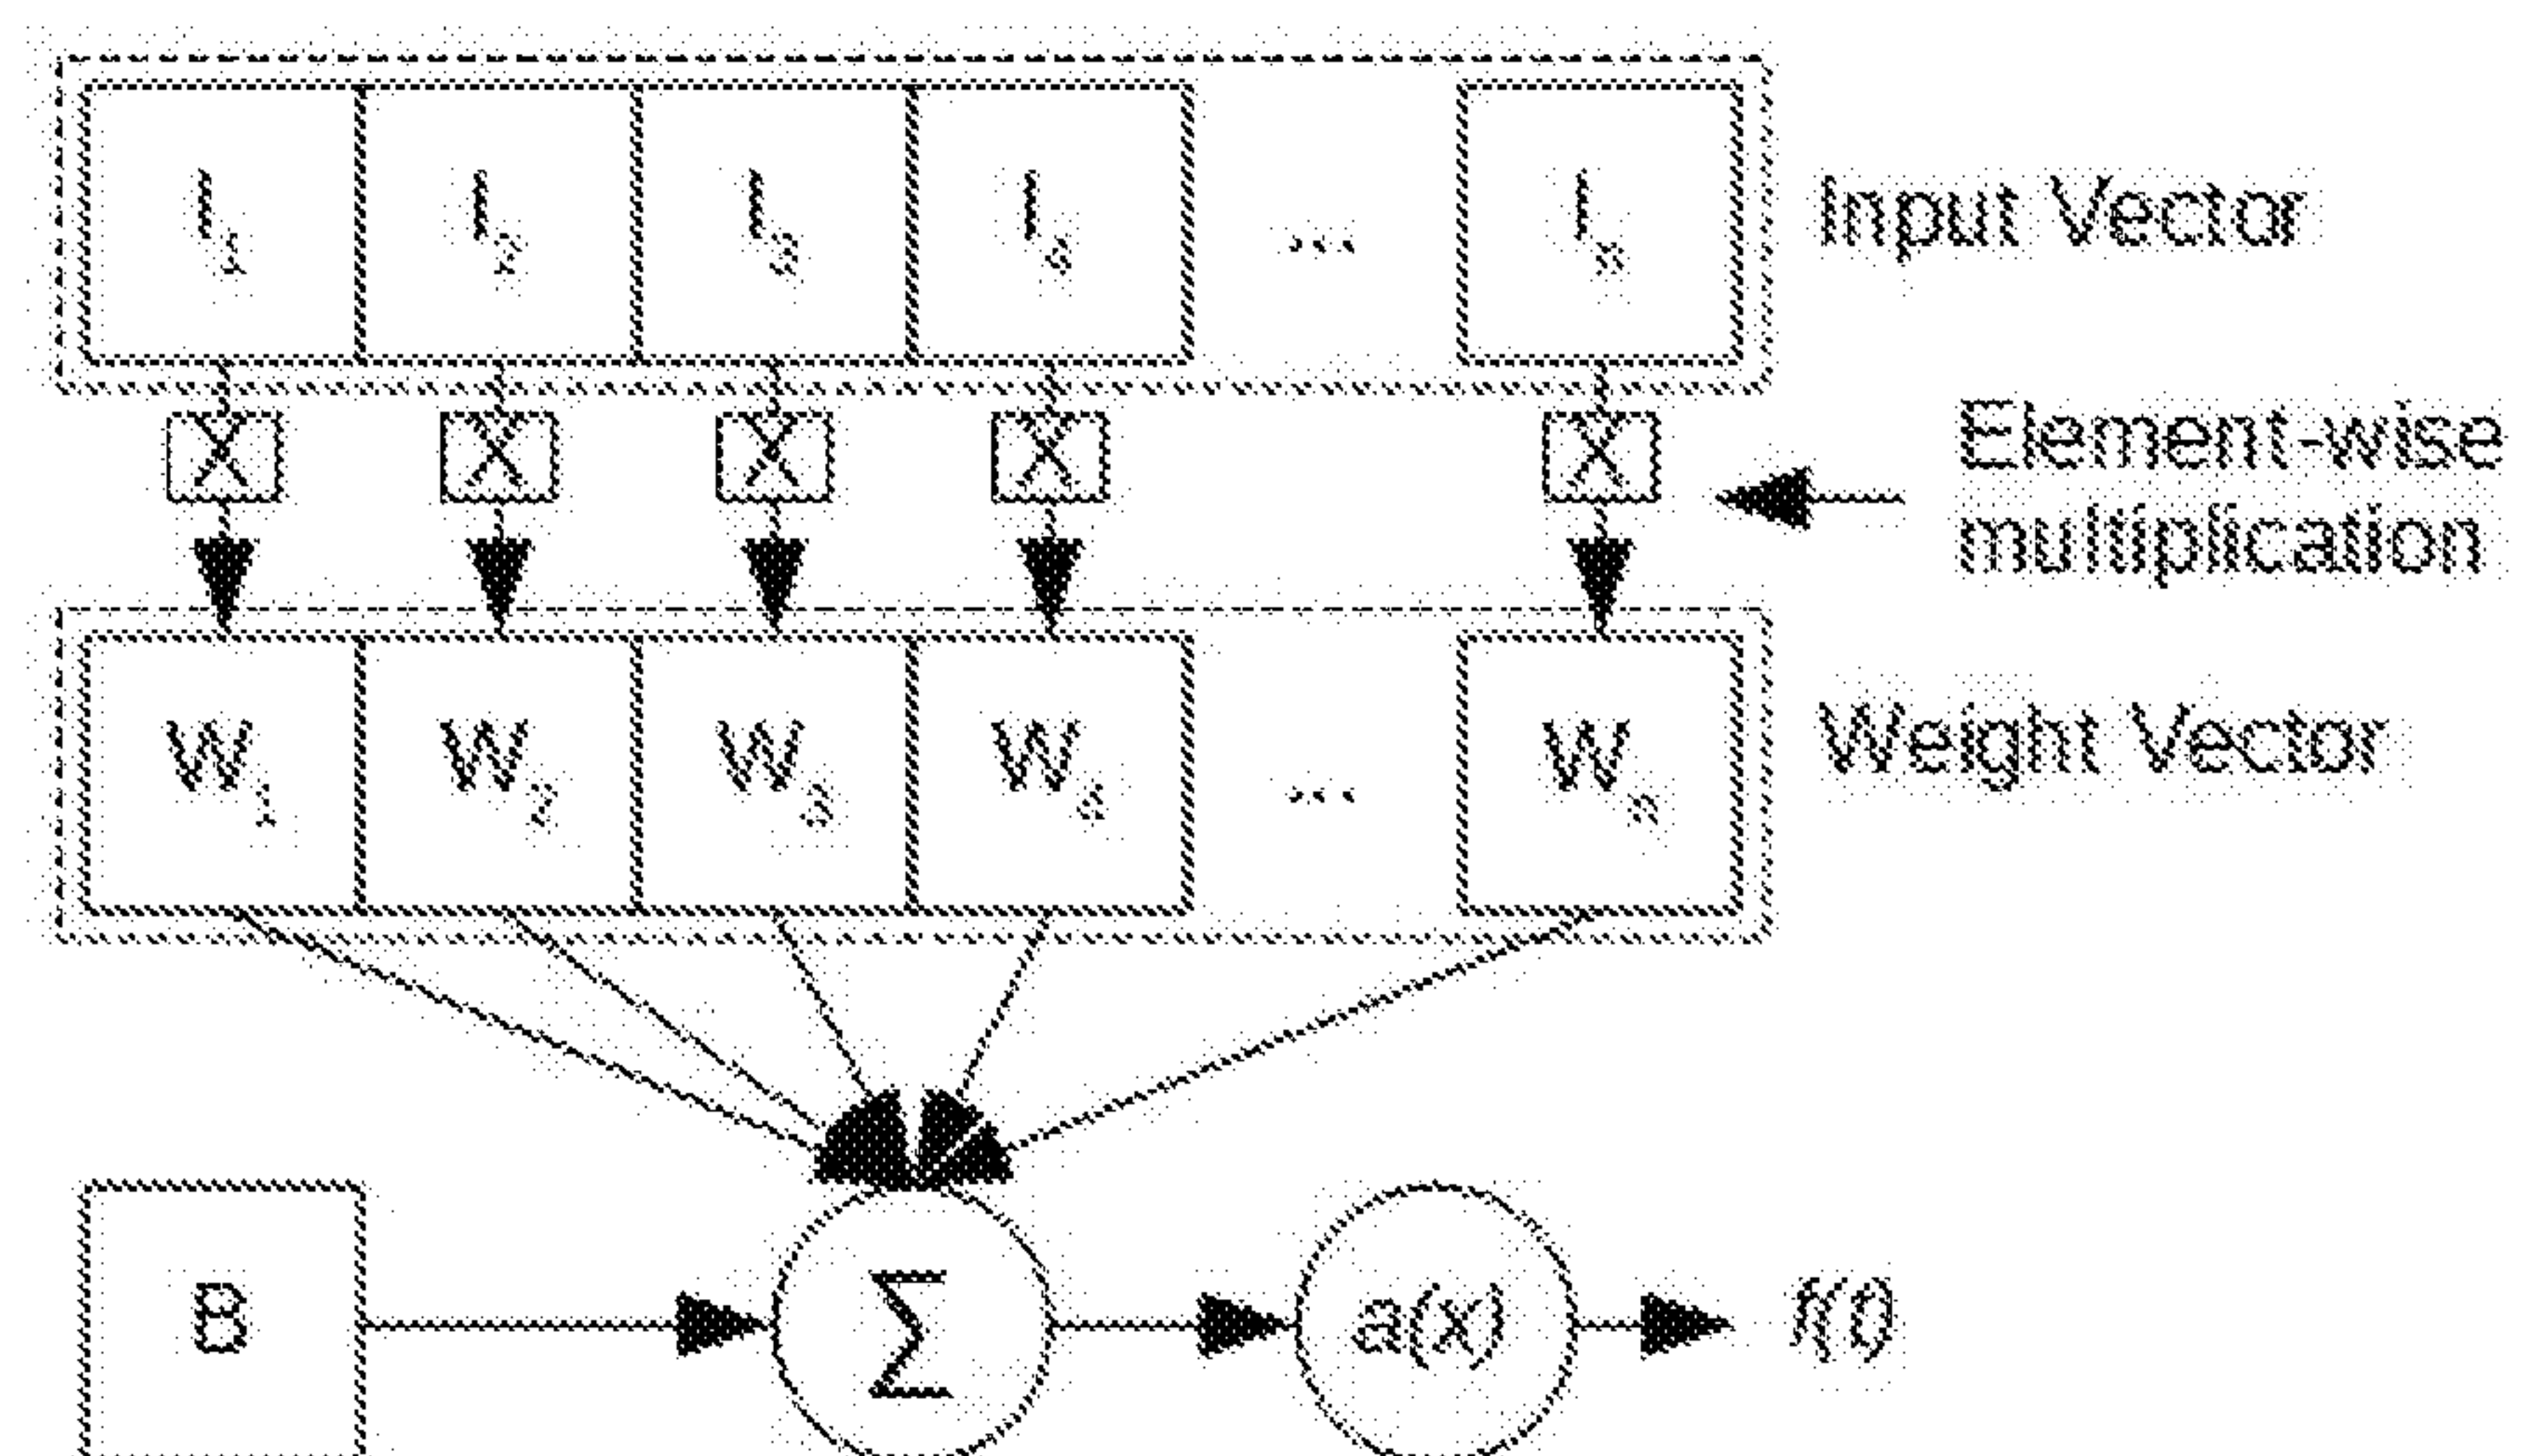 I₁ I₂ I₃ I₄ ... Iₙ Input Vector
X X X X X Element-wise
multiplication
W₁ W₂ W₃ W₄ ... Wₙ Weight Vector
B Σ a(x) f(t)